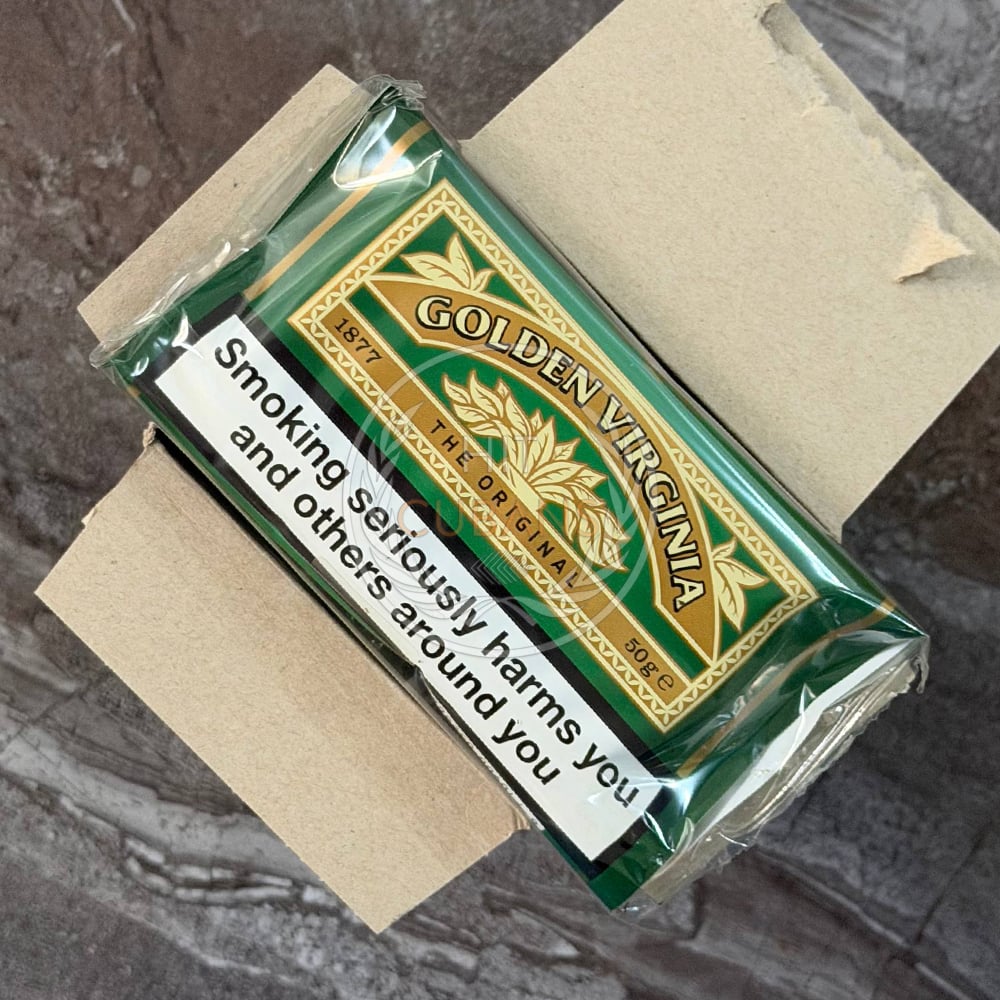 GOLDEN VIRGINIA
1877
THE ORIGINAL
50g e
Smoking seriously harms you
and others around you